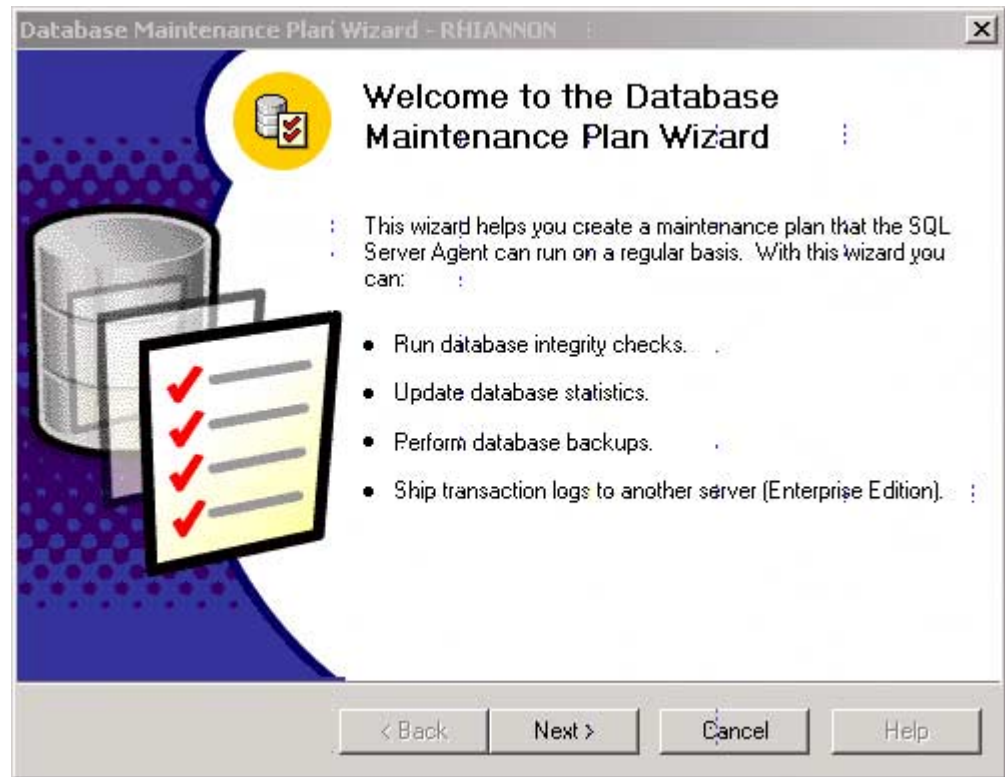 Database Maintenance Plan Wizard - RHIANNON
Welcome to the Database
Maintenance Plan Wizard
This wizard helps you create a maintenance plan that the SQL
Server Agent can run on a regular basis. With this wizard you
can:
• Run database integrity checks.
• Update database statistics.
• Perform database backups.
• Ship transaction logs to another server (Enterprise Edition).
< Back
Next >
Cancel
Help